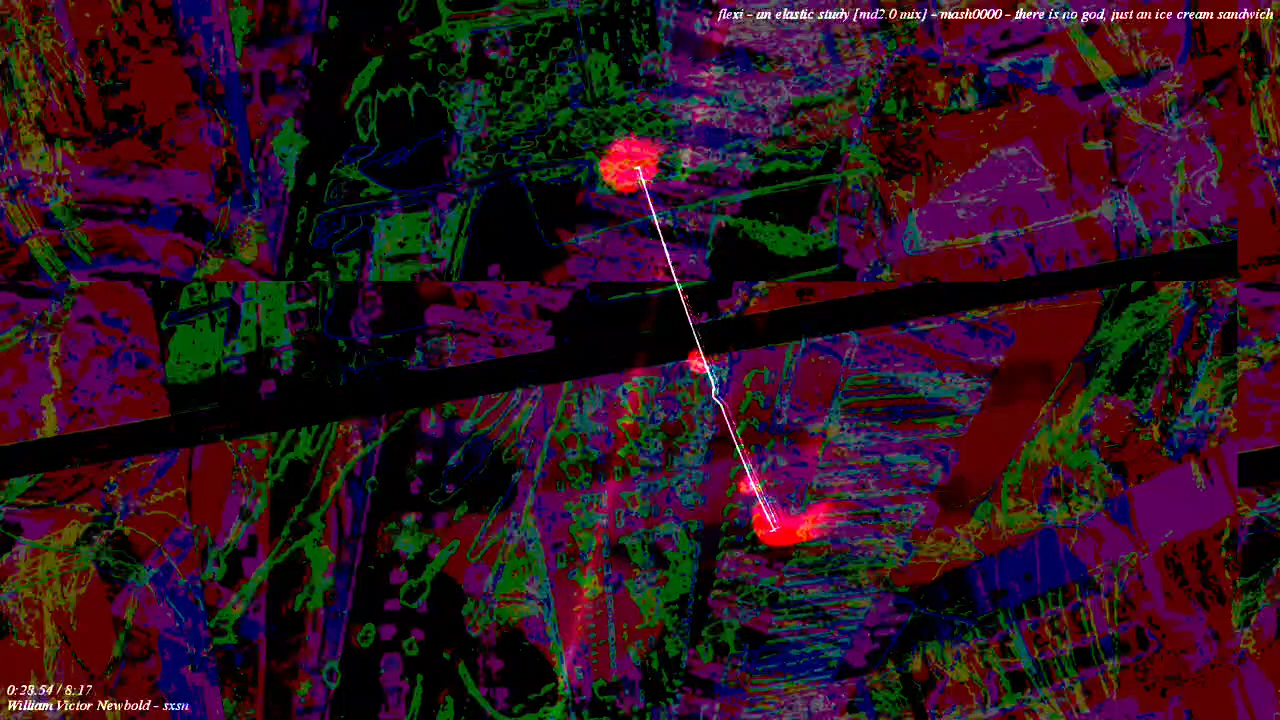 flexi - an elastic study [md2.0 mix] - mash0000 - there is no god, just an ice cream sandwich
0:28.54 / 8:17
William Victor Newbold - sxsn